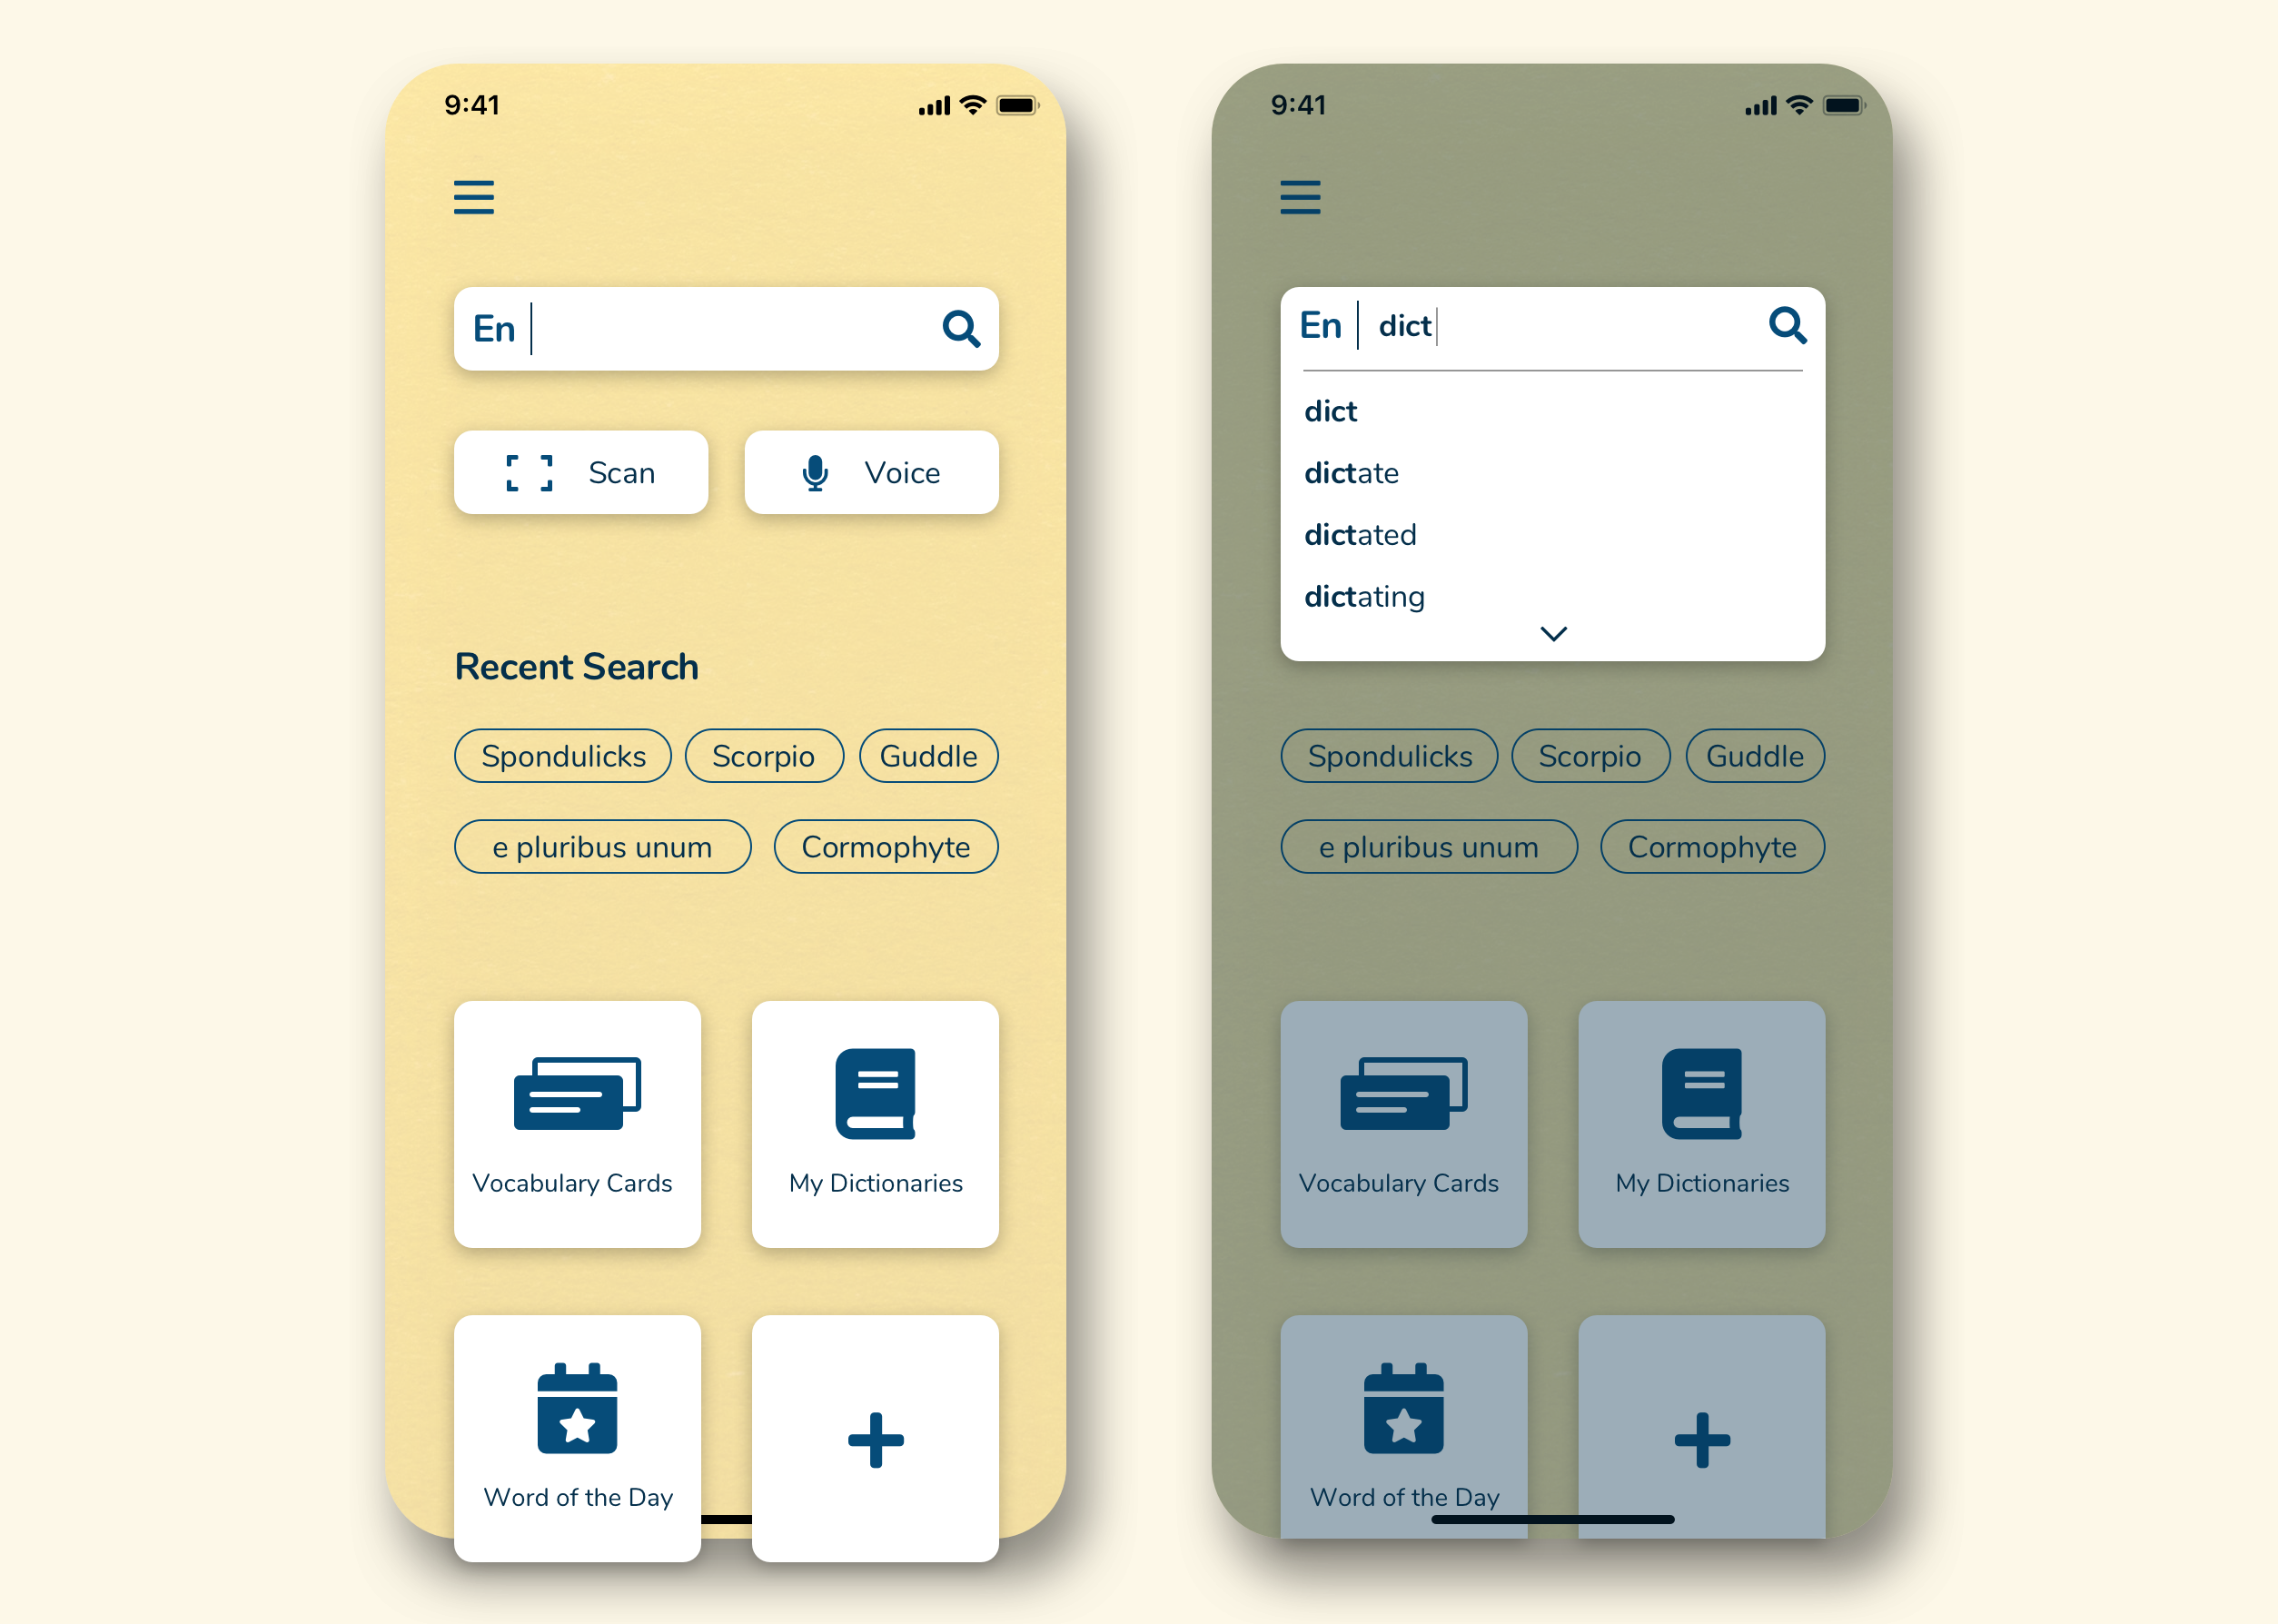 9:41
En
Scan Voice
Recent Search
Spondulicks Scorpio Guddle
e pluribus unum Cormophyte
Vocabulary Cards My Dictionaries
Word of the Day
9:41
En dict
dict
dictate
dictated
dictating
Spondulicks Scorpio Guddle
e pluribus unum Cormophyte
Vocabulary Cards My Dictionaries
Word of the Day